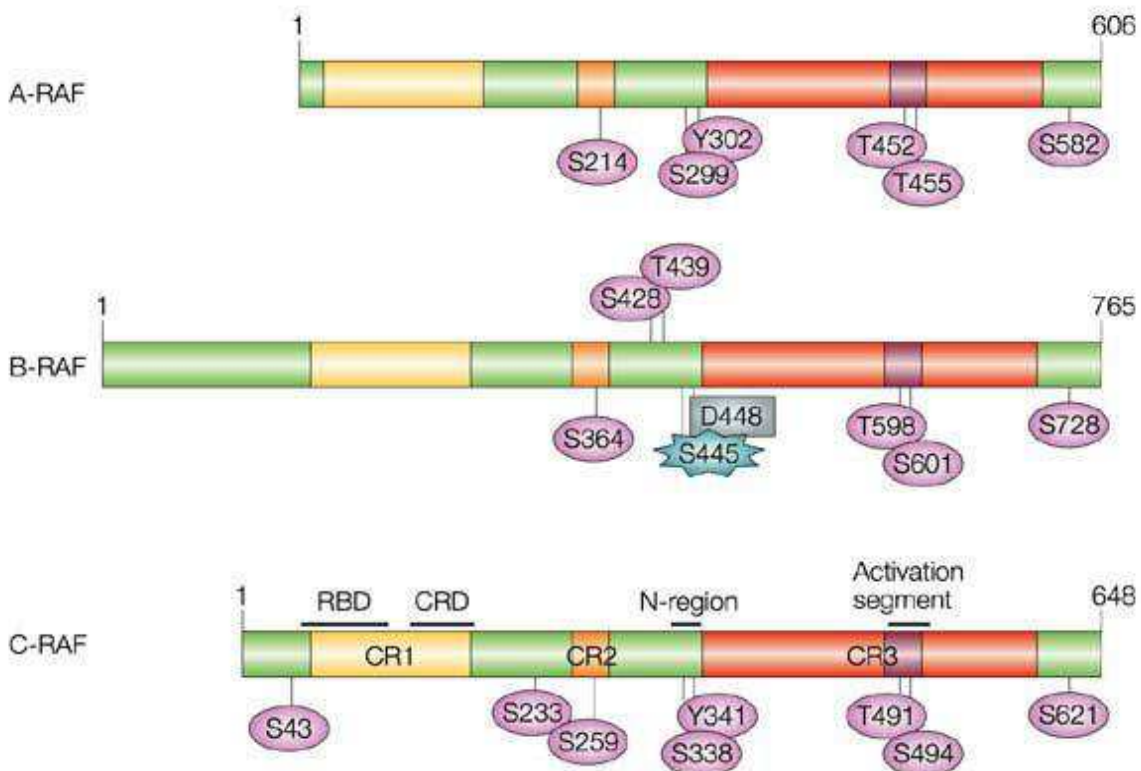 1
606
A-RAF
S214
Y302
S299
T452
T455
S582
T439
S428
1
765
B-RAF
S364
D448
S445
T598
S601
S728
1
RBD
CRD
N-region
Activation
segment
648
C-RAF
CR1
CR2
CR3
S43
S233
S259
Y341
S338
T491
S494
S621